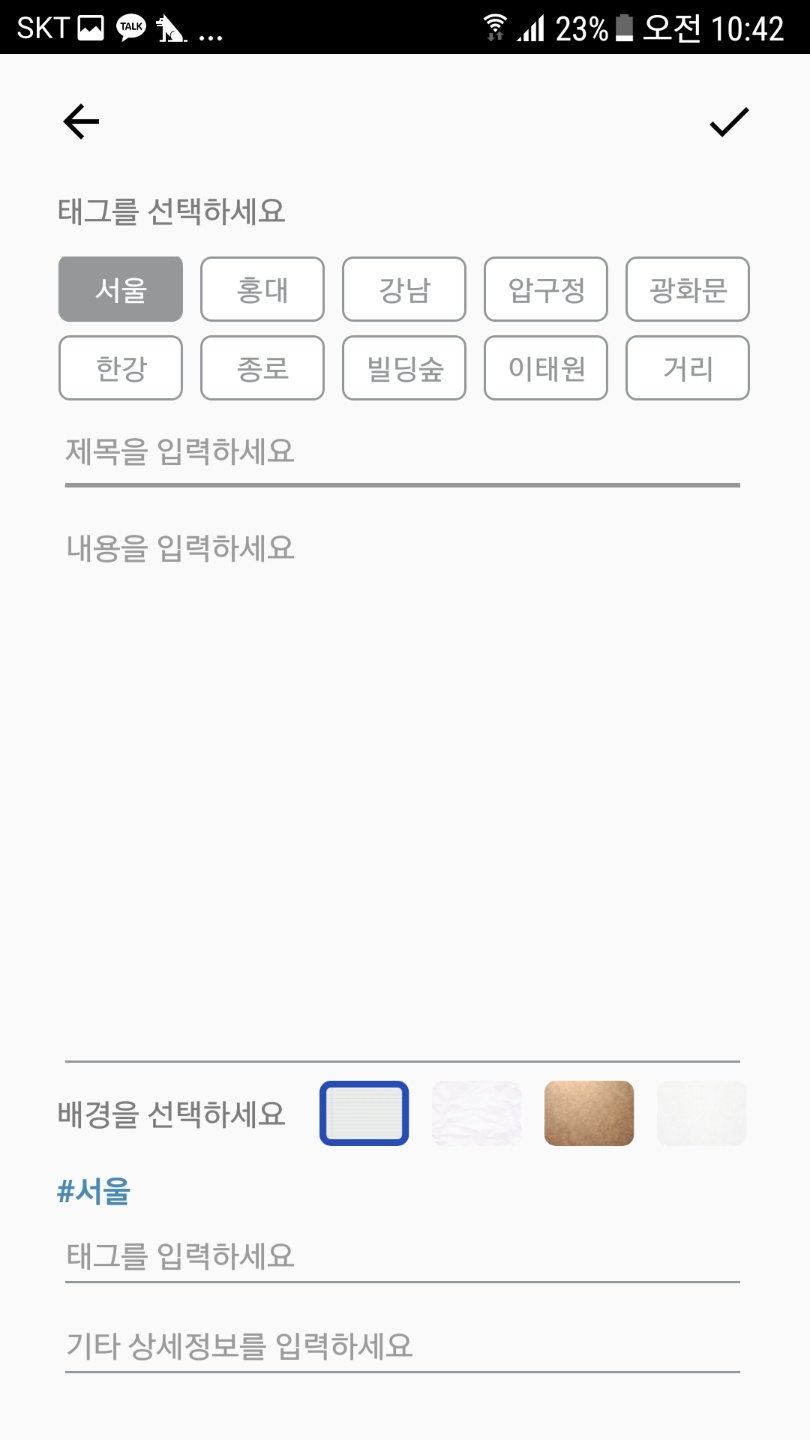 SKT TALK ... 23% 오전 10:42
태그를 선택하세요
서울 홍대 강남 압구정 광화문
한강 종로 빌딩숲 이태원 거리
제목을 입력하세요
내용을 입력하세요
배경을 선택하세요
#서울
태그를 입력하세요
기타 상세정보를 입력하세요